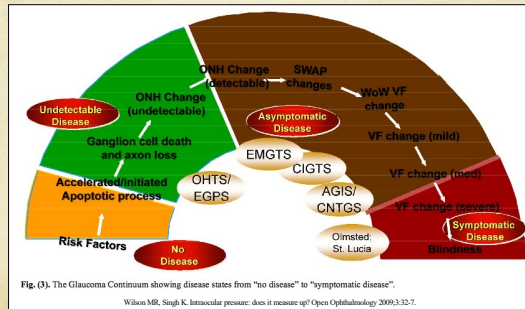 ONH Change
(detectable)
SWAP
changes
WoW VF
change
VF change (mild)
VF change (med)
VF change (severe)
Blindness
ONH Change
(undetectable)
Ganglion cell death
and axon loss
Accelerated/Initiated
Apoptotic process
Risk Factors
Undetectable
Disease
Asymptomatic
Disease
Symptomatic
Disease
No
Disease
OHTS/
EGPS
EMGTS
CIGTS
AGIS/
CNTGS
Olmsted;
St. Lucia
Fig. (3). The Glaucoma Continuum showing disease states from “no disease” to “symptomatic disease”.
Wilson MR, Singh K. Intraocular pressure: does it measure up? Open Ophthalmology 2009;3:32-7.